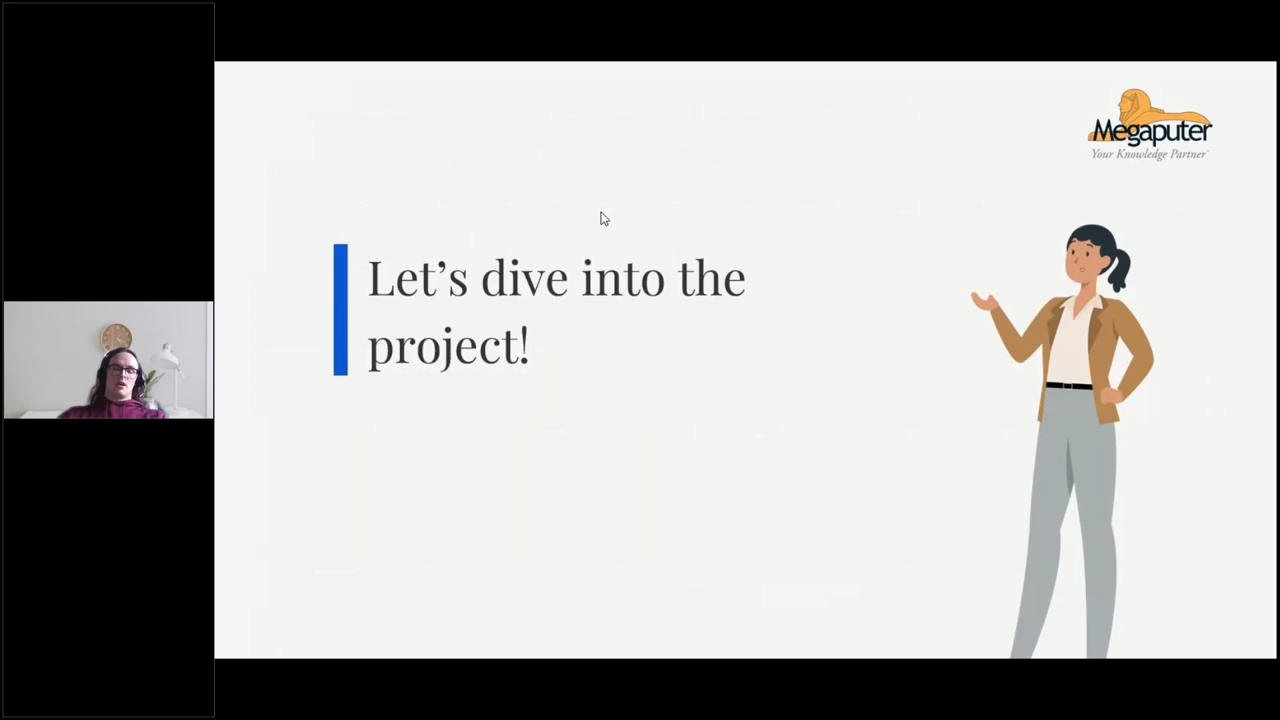 Megaputer
Your Knowledge Partner
Let’s dive into the
project!